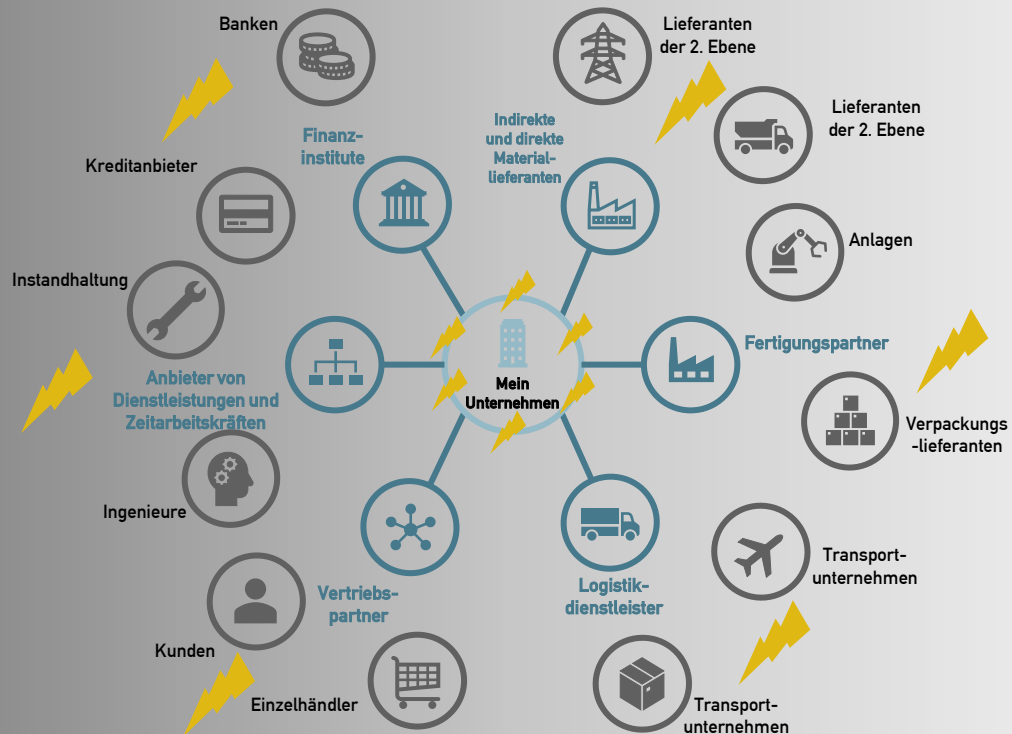 Banken
Lieferanten
der 2. Ebene
Lieferanten
der 2. Ebene
Indirekte
und direkte
Material-
lieferanten
Finanz-
institute
Kreditanbieter
Anlagen
Instandhaltung
Fertigungspartner
Mein
Unternehmen
Anbieter von
Dienstleistungen und
Zeitarbeitskräften
Verpackungs
-lieferanten
Ingenieure
Transport-
unternehmen
Vertriebs-
partner
Logistik-
dienstleister
Kunden
Einzelhändler
Transport-
unternehmen